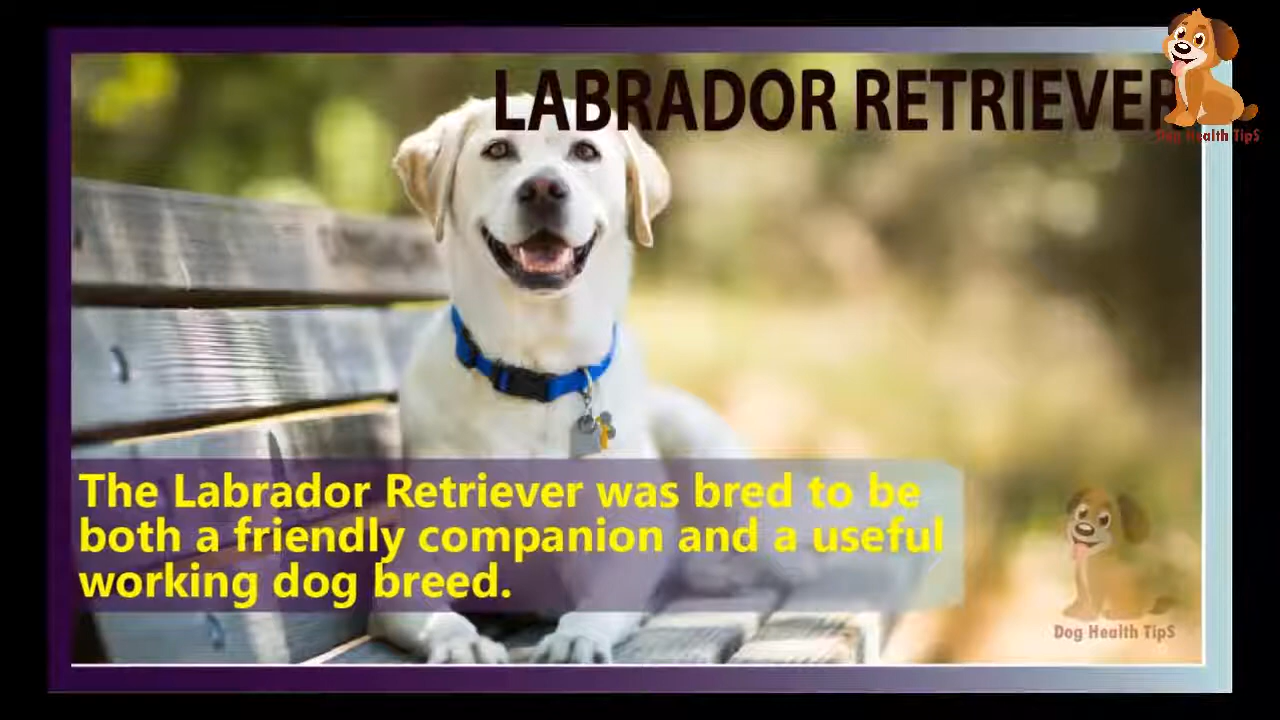 LABRADOR RETRIEVER
Dog Health TipS
The Labrador Retriever was bred to be
both a friendly companion and a useful
working dog breed.
Dog Health TipS